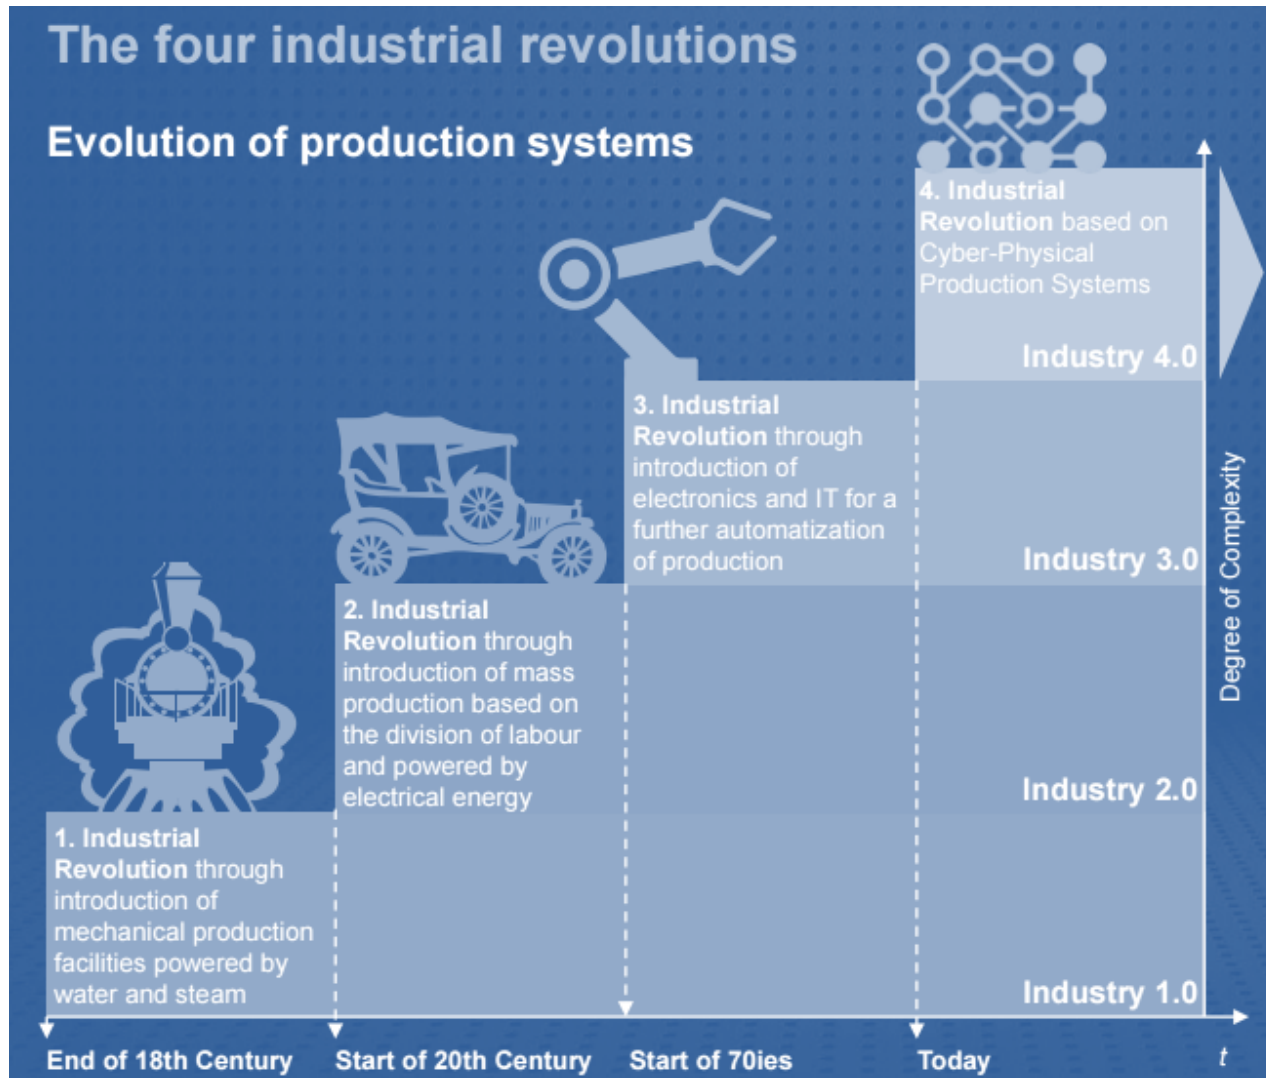 The four industrial revolutions
Evolution of production systems
4. Industrial
Revolution based on
Cyber-Physical
Production Systems
Industry 4.0
3. Industrial
Revolution through
introduction of
electronics and IT for a
further automatization
of production
Industry 3.0
2. Industrial
Revolution through
introduction of mass
production based on
the division of labour
and powered by
electrical energy
Industry 2.0
1. Industrial
Revolution through
introduction of
mechanical production
facilities powered by
water and steam
Industry 1.0
Degree of Complexity
End of 18th Century
Start of 20th Century
Start of 70ies
Today
t